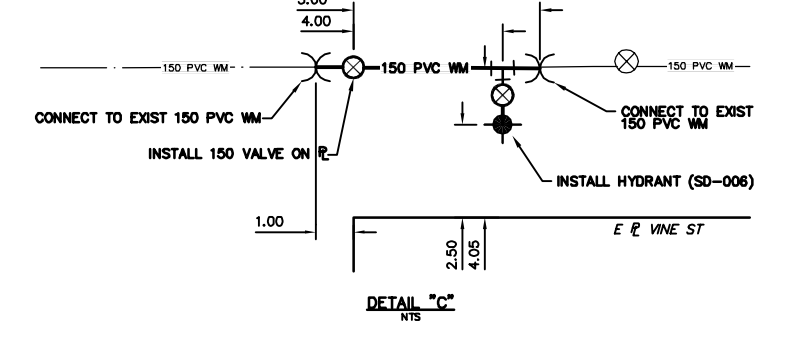 4.00
150 PVC WM
150 PVC WM
150 PVC WM
CONNECT TO EXIST 150 PVC WM
CONNECT TO EXIST
150 PVC WM
INSTALL 150 VALVE ON ⅊
INSTALL HYDRANT (SD-006)
1.00
2.50
4.05
E ⅊ VINE ST
DETAIL "C"
NTS